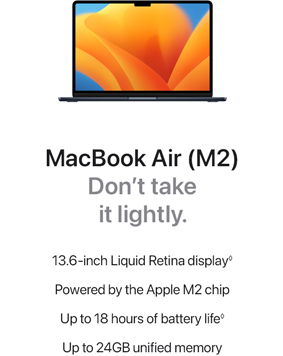 MacBook Air (M2)
Don’t take
it lightly.
13.6-inch Liquid Retina display◊
Powered by the Apple M2 chip
Up to 18 hours of battery life◊
Up to 24GB unified memory